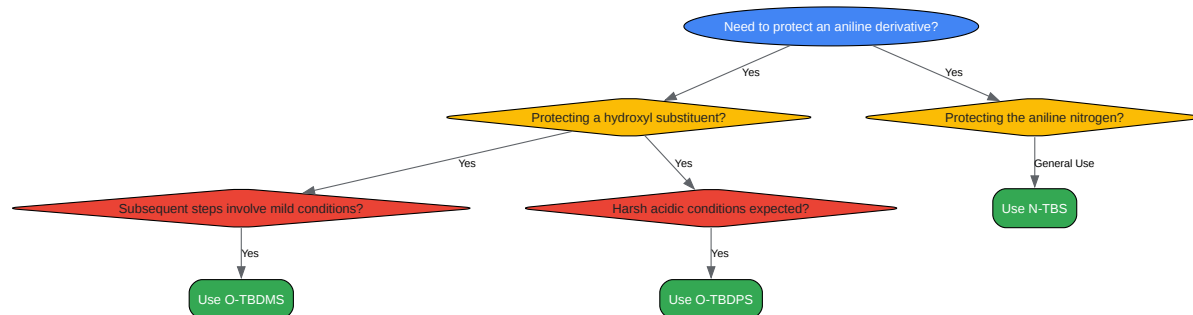 Need to protect an aniline derivative?
Yes
Yes
Protecting a hydroxyl substituent?
Protecting the aniline nitrogen?
Yes
Yes
General Use
Subsequent steps involve mild conditions?
Harsh acidic conditions expected?
Use N-TBS
Yes
Yes
Use O-TBDMS
Use O-TBDPS